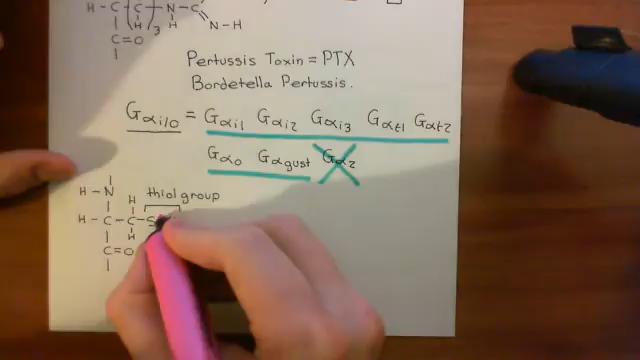 H-C-(C)-N-C
H H
3
N-H
C=O
Pertussis Toxin = PTX
Bordetella Pertussis.
Gαi/o = Gαi1 Gαi2 Gαi3 Gαt1 Gαt2
Gαo Gαgust Gαz
H-N
H thiol group
H-C-C-S
H
C=O